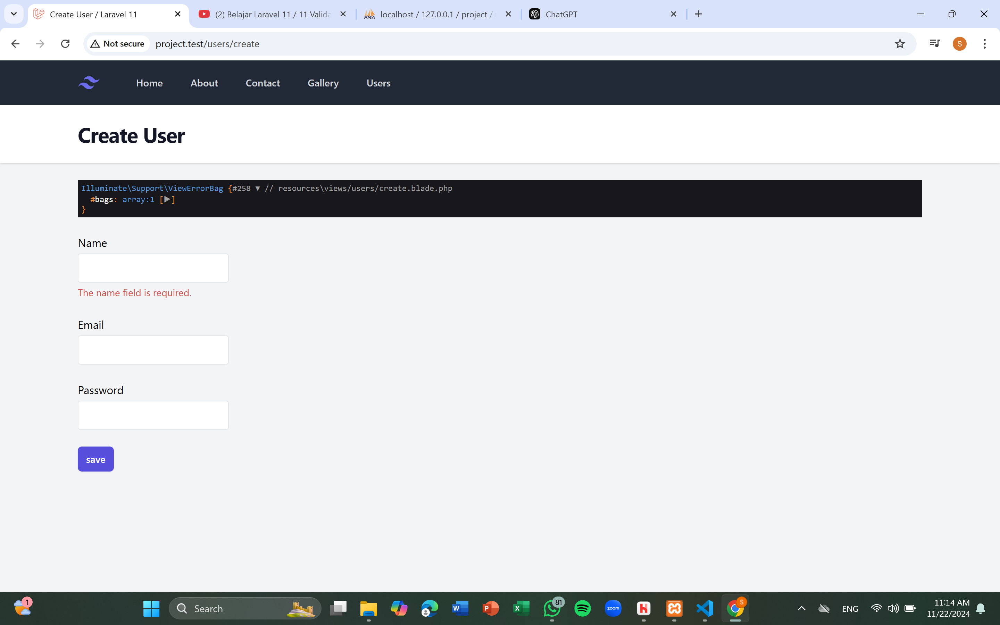 Create User / Laravel 11
(2) Belajar Laravel 11 / 11 Valida
PMA localhost / 127.0.0.1 / project /
ChatGPT
Not secure project.test/users/create
S
Home About Contact Gallery Users
Create User
Illuminate\Support\ViewErrorBag {#258 ▼ // resources\views/users/create.blade.php
#bags: array:1 [▶]
}
Name
The name field is required.
Email
Password
save
1
Search
W
P
X
81
zoom
h
S
ENG
11:14 AM
11/22/2024